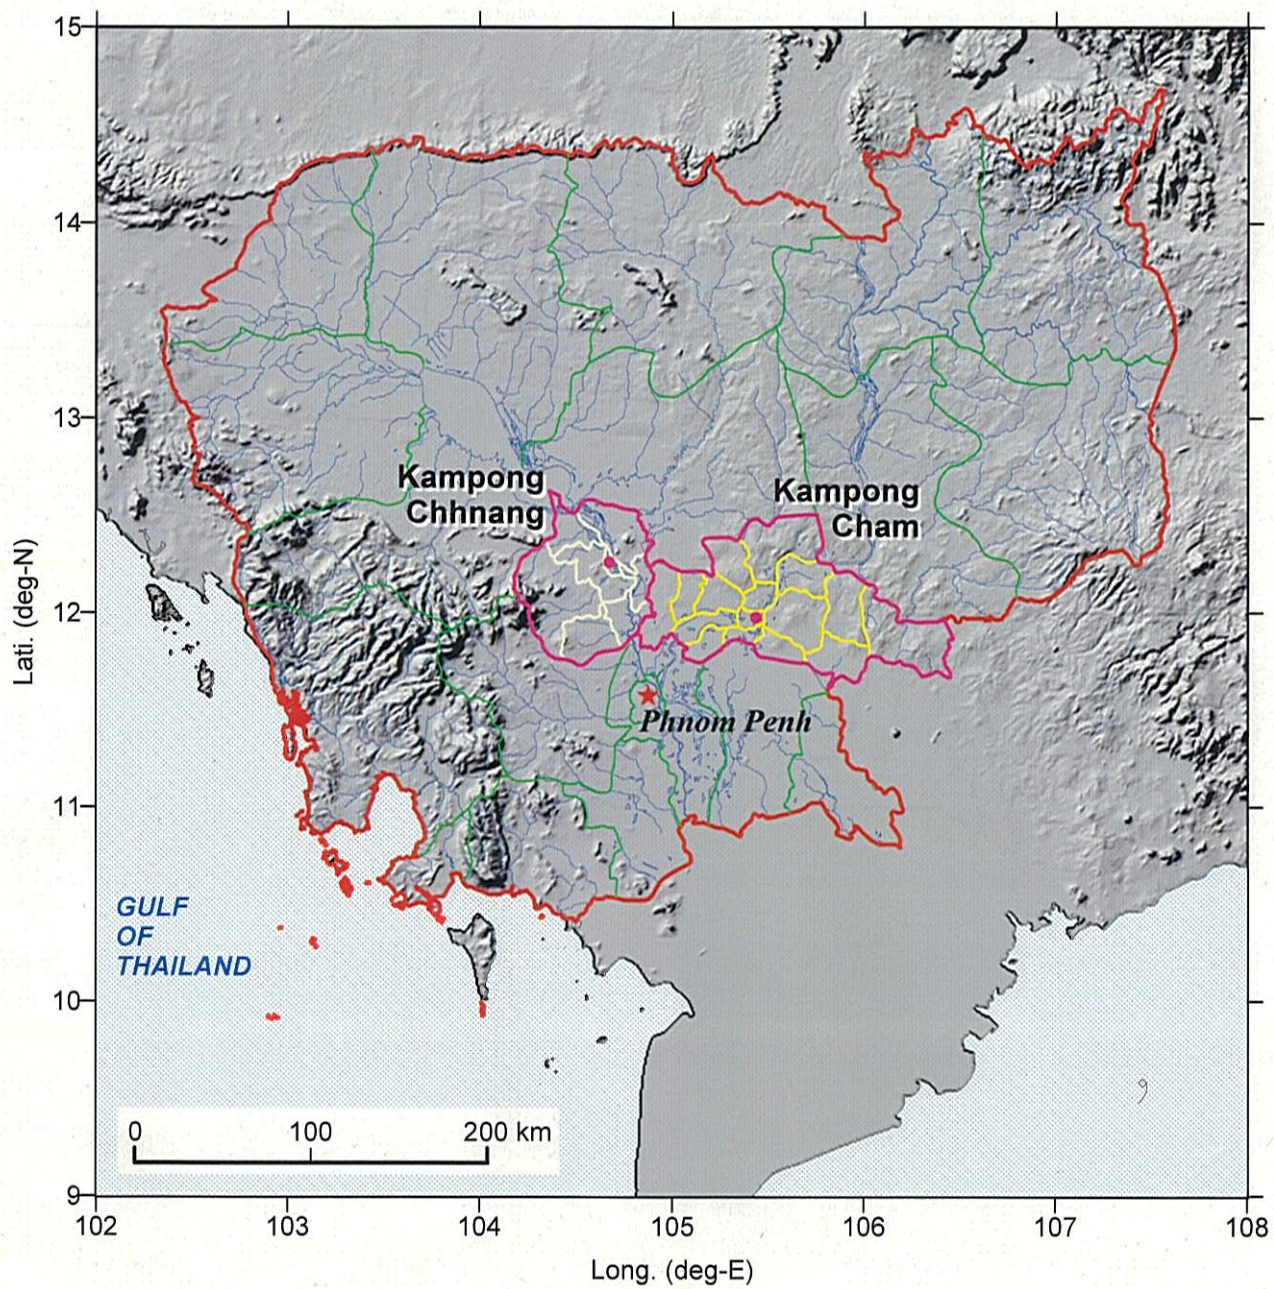 15
14
13
12
11
10
9
Lati. (deg-N)
Kampong
Chhnang
Kampong
Cham
Phnom Penh
GULF
OF
THAILAND
0 100 200 km
102 103 104 105 106 107 108
Long. (deg-E)